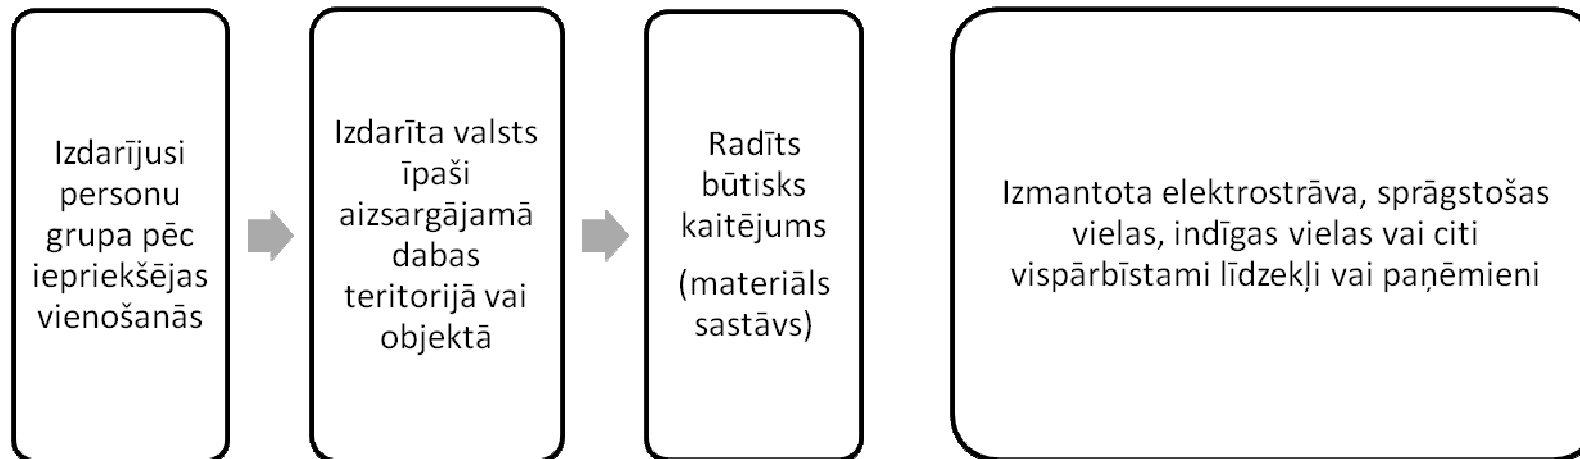 Izdarījusi
personu
grupa pēc
iepriekšējas
vienošanās
Izdarīta valsts
īpaši
aizsargājamā
dabas
teritorijā vai
objektā
Radīts
būtisks
kaitējums
(materiāls
sastāvs)
Izmantota elektrostrāva, sprāgstošas
vielas, indīgas vielas vai citi
vispārbīstami līdzekļi vai paņēmieni